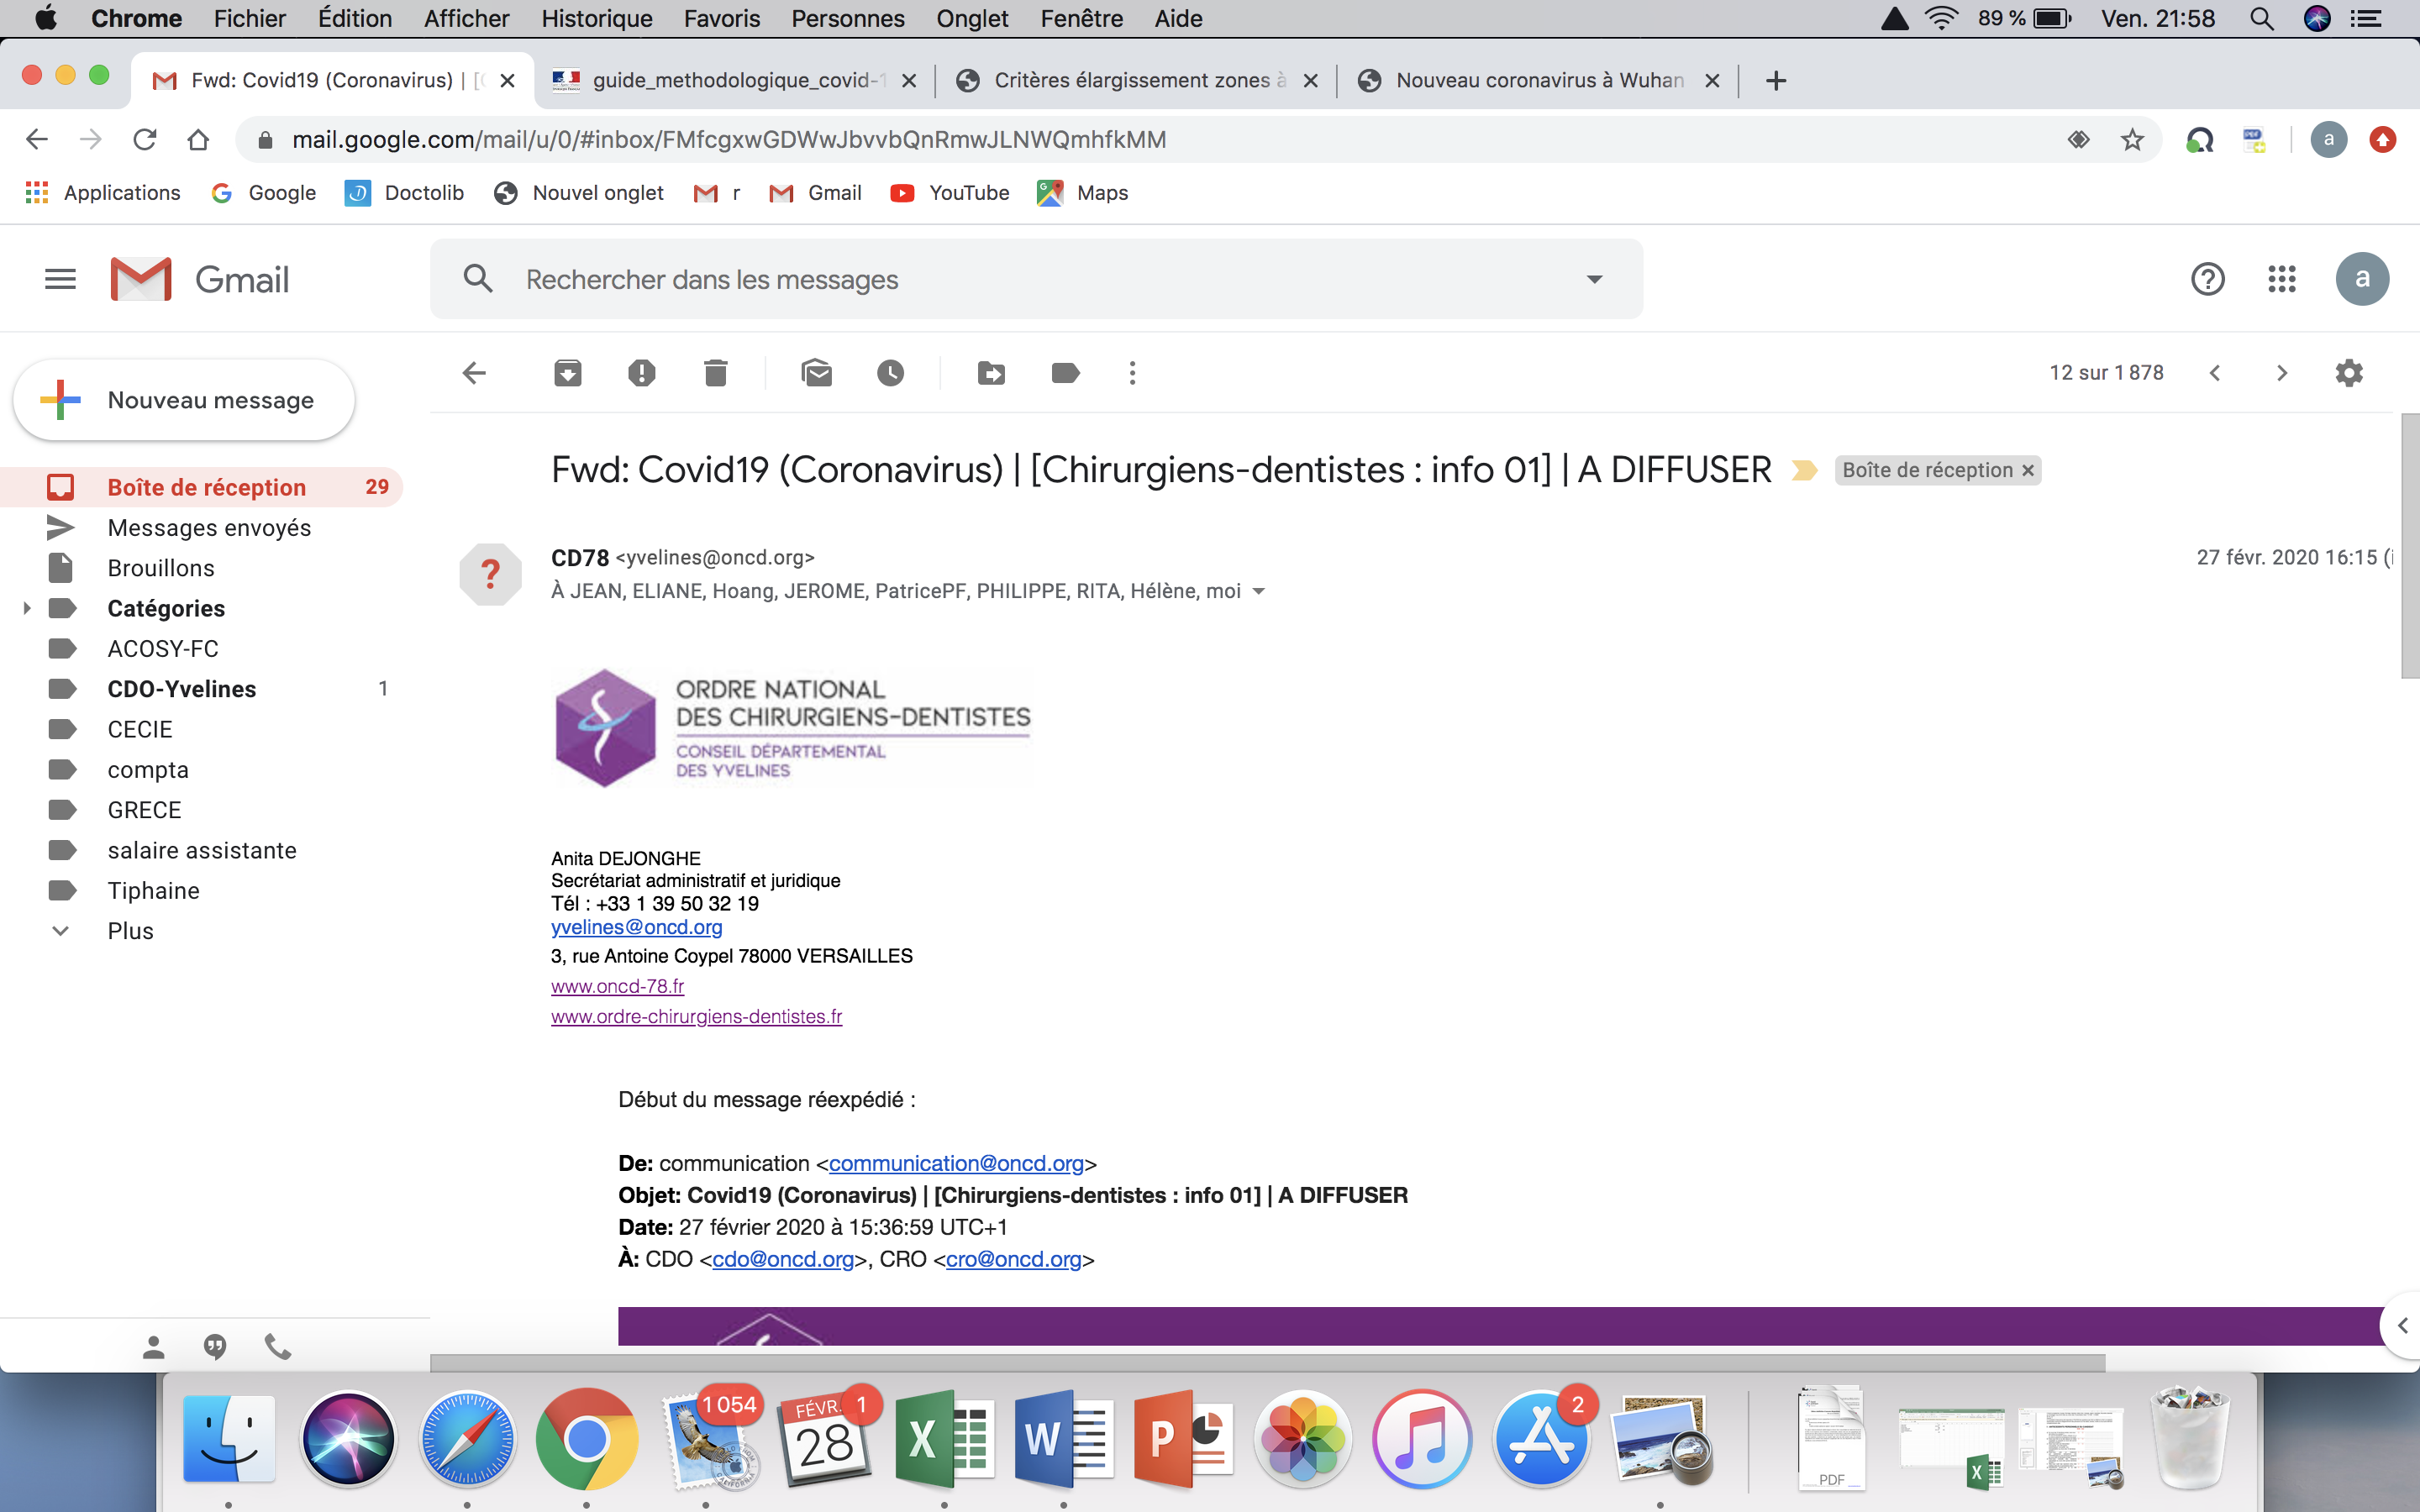 Chrome Fichier Édition Afficher Historique Favoris Personnes Onglet Fenêtre Aide 89 % Ven. 21:58
Fwd: Covid19 (Coronavirus) | guide_methodologique_covid-1 Critères élargissement zones à Nouveau coronavirus à Wuhan
mail.google.com/mail/u/0/#inbox/FMfcgxwGDWwJbvvbQnRmwJLNWQmhfkMM a
Applications Google Doctolib Nouvel onglet r Gmail YouTube Maps
Gmail Rechercher dans les messages a
Nouveau message
12 sur 1 878
Boîte de réception 29
Messages envoyés
Brouillons
Catégories
ACOSY-FC
CDO-Yvelines 1
CECIE
compta
GRECE
salaire assistante
Tiphaine
Plus
Fwd: Covid19 (Coronavirus) | [Chirurgiens-dentistes : info 01] | A DIFFUSER Boîte de réception
CD78 <yvelines@oncd.org> 27 févr. 2020 16:15
À JEAN, ELIANE, Hoang, JEROME, PatricePF, PHILIPPE, RITA, Hélène, moi
ORDRE NATIONAL
DES CHIRURGIENS-DENTISTES
CONSEIL DÉPARTEMENTAL
DES YVELINES
Anita DEJONGHE
Secrétariat administratif et juridique
Tél : +33 1 39 50 32 19
yvelines@oncd.org
3, rue Antoine Coypel 78000 VERSAILLES
www.oncd-78.fr
www.ordre-chirurgiens-dentistes.fr
Début du message réexpédié :
De: communication <communication@oncd.org>
Objet: Covid19 (Coronavirus) | [Chirurgiens-dentistes : info 01] | A DIFFUSER
Date: 27 février 2020 à 15:36:59 UTC+1
À: CDO <cdo@oncd.org>, CRO <cro@oncd.org>
1 054 FÉVR. 1 2
28
PDF